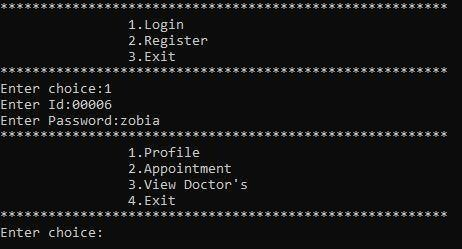 ********************************************************
1.Login
2.Register
3.Exit
********************************************************
Enter choice:1
Enter Id:00006
Enter Password:zobia
********************************************************
1.Profile
2.Appointment
3.View Doctor's
4.Exit
********************************************************
Enter choice: